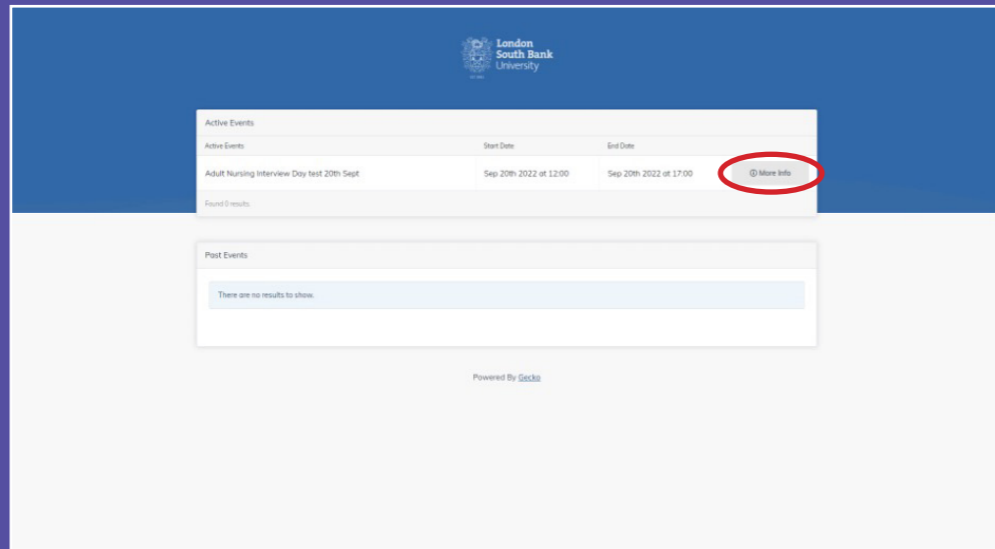 London
South Bank
University
Active Events
Active Events Start Date End Date
Adult Nursing Interview Day test 20th Sept Sep 20th 2022 at 12:00 Sep 20th 2022 at 17:00 More Info
Found 0 results.
Past Events
There are no results to show.
Powered By Gecko